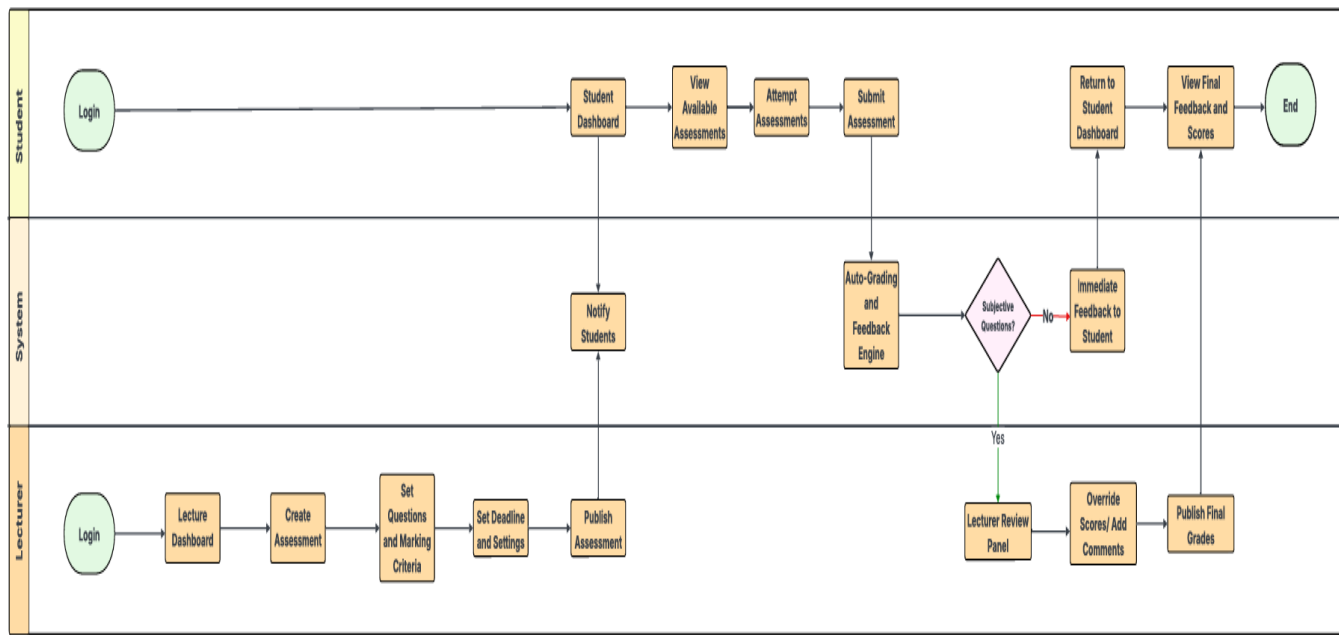 Student
Login
Student
Dashboard
View
Available
Assessments
Attempt
Assessments
Submit
Assessment
Return to
Student
Dashboard
View Final
Feedback and
Scores
End
System
Notify
Students
Auto-Grading
and
Feedback
Engine
Subjective
Questions?
No
Immediate
Feedback to
Student
Yes
Lecturer
Login
Lecture
Dashboard
Create
Assessment
Set
Questions
and Marking
Criteria
Set Deadline
and Settings
Publish
Assessment
Lecturer Review
Panel
Override
Scores/ Add
Comments
Publish Final
Grades